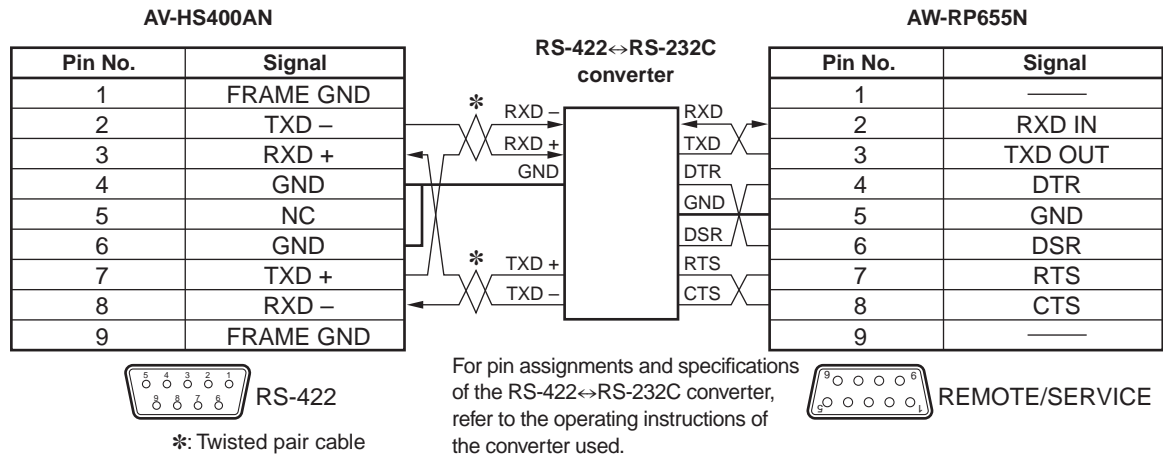 AV-HS400AN
AW-RP655N
RS-422↔RS-232C
converter
Pin No. Signal
1 FRAME GND
2 TXD –
3 RXD +
4 GND
5 NC
6 GND
7 TXD +
8 RXD –
9 FRAME GND
✻
RXD –
RXD +
GND
✻
TXD +
TXD –
RXD
TXD
DTR
GND
DSR
RTS
CTS
Pin No. Signal
1 ——
2 RXD IN
3 TXD OUT
4 DTR
5 GND
6 DSR
7 RTS
8 CTS
9 ——
5 4 3 2 1
9 8 7 6
RS-422
✻: Twisted pair cable
For pin assignments and specifications
of the RS-422↔RS-232C converter,
refer to the operating instructions of
the converter used.
9 6
5 1
REMOTE/SERVICE